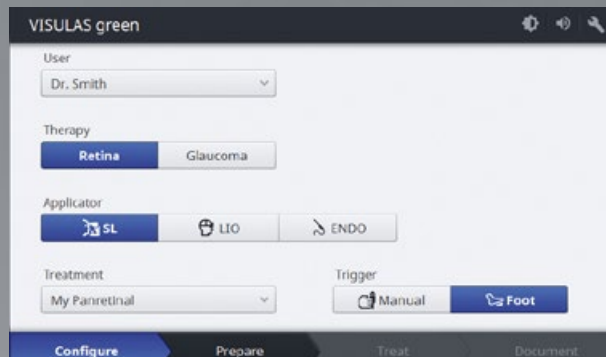 VISULAS green
User
Dr. Smith
Therapy
Retina Glaucoma
Applicator
SL LIO ENDO
Treatment Trigger
My Panretinal Manual Foot
Configure Prepare Treat Document